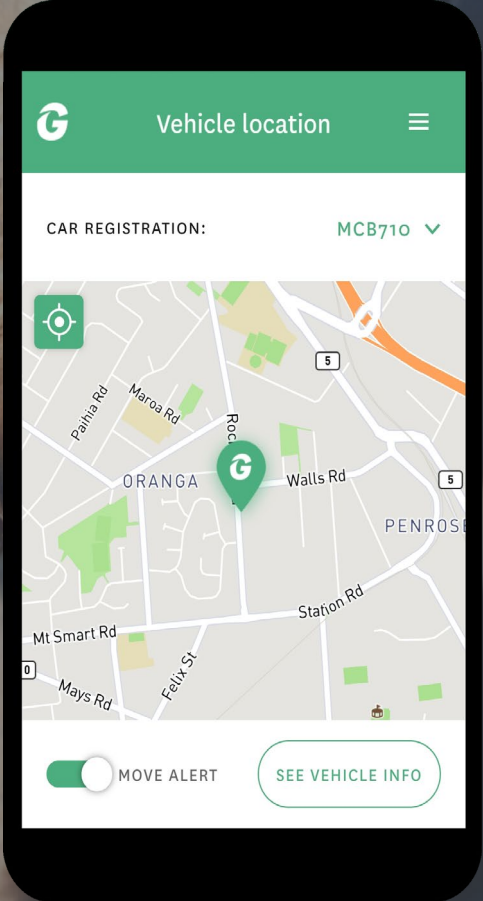 G
Vehicle location
CAR REGISTRATION:
MCB710
5
Paihia Rd
Maroa Rd
G
ORANGA
Walls Rd
5
Station Rd
Mt Smart Rd
Mays Rd
Felix St
MOVE ALERT
SEE VEHICLE INFO